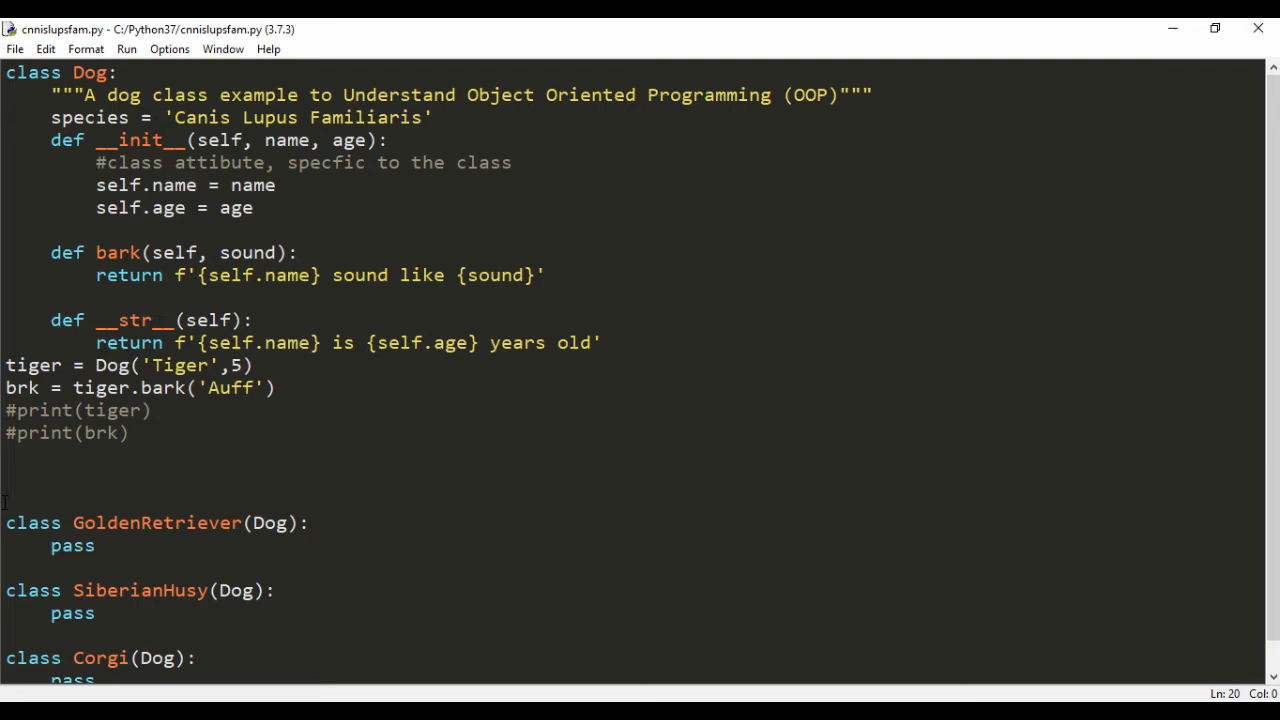 cnnislupsfam.py - C:/Python37/cnnislupsfam.py (3.7.3)
File Edit Format Run Options Window Help
class Dog:
    """A dog class example to Understand Object Oriented Programming (OOP)"""
    species = 'Canis Lupus Familiaris'
    def __init__(self, name, age):
        #class attibute, specfic to the class
        self.name = name
        self.age = age
    def bark(self, sound):
        return f'{self.name} sound like {sound}'
    def __str__(self):
        return f'{self.name} is {self.age} years old'
tiger = Dog('Tiger',5)
brk = tiger.bark('Auff')
#print(tiger)
#print(brk)
class GoldenRetriever(Dog):
    pass
class SiberianHusy(Dog):
    pass
class Corgi(Dog):
    pass
Ln: 20 Col: 0